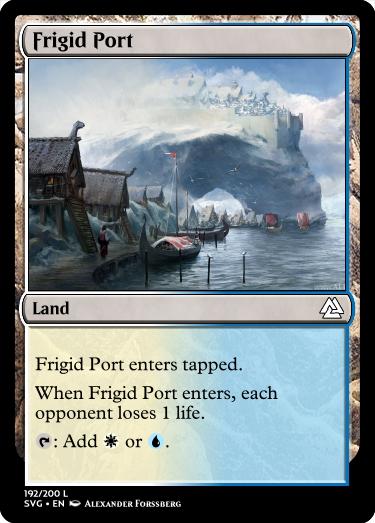 Frigid Port
Land
Frigid Port enters tapped.
When Frigid Port enters, each
opponent loses 1 life.
: Add or .
192/200 L
SVG • EN Alexander Forssberg